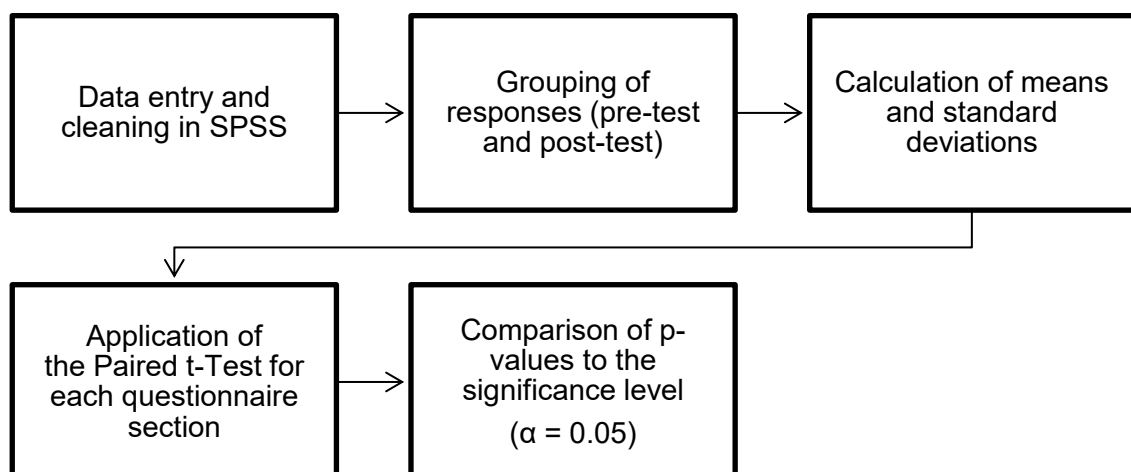 Data entry and
cleaning in SPSS
Grouping of
responses (pre-test
and post-test)
Calculation of means
and standard
deviations
Application of
the Paired t-Test for
each questionnaire
section
Comparison of p-
values to the
significance level
(α = 0.05)